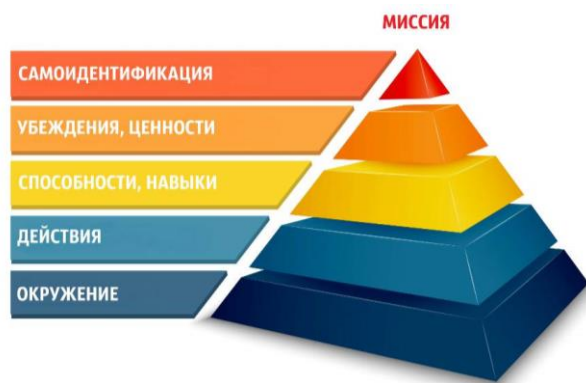 МИССИЯ
САМОИДЕНТИФИКАЦИЯ
УБЕЖДЕНИЯ, ЦЕННОСТИ
СПОСОБНОСТИ, НАВЫКИ
ДЕЙСТВИЯ
ОКРУЖЕНИЕ